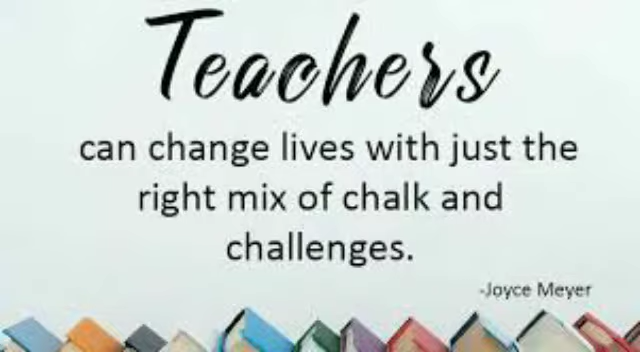 Teachers
can change lives with just the
right mix of chalk and
challenges.
-Joyce Meyer